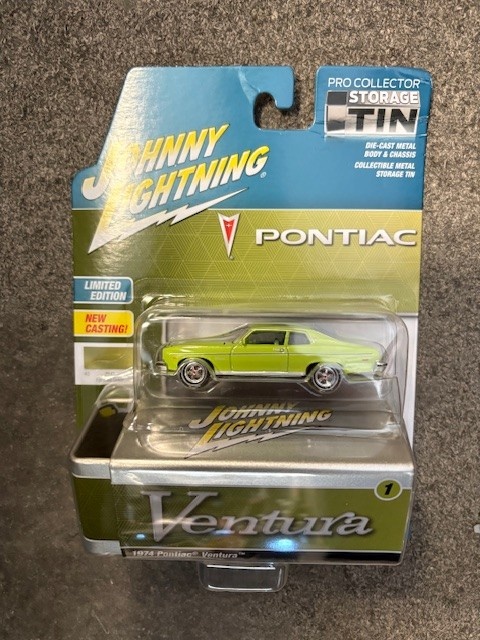 PRO COLLECTOR
STORAGE
TIN
DIE-CAST METAL
BODY & CHASSIS
COLLECTIBLE METAL
STORAGE TIN
JOHNNY
LIGHTNING®
PONTIAC
LIMITED
EDITION
NEW
CASTING!
JOHNNY
LIGHTNING
1
Ventura
1974 Pontiac® Ventura™